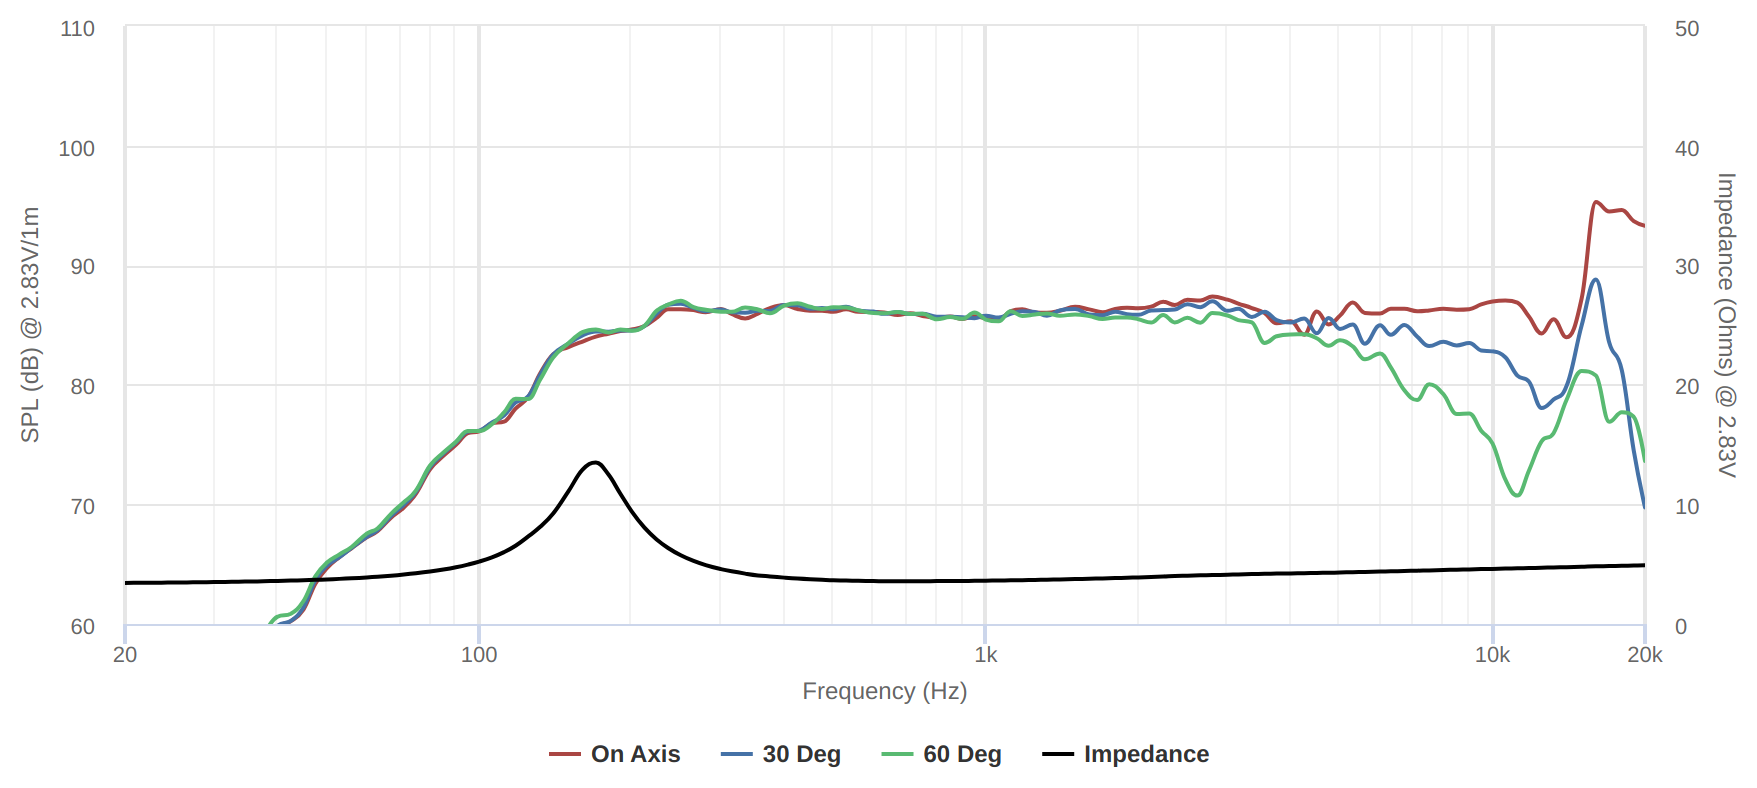 110
100
90
80
70
60
SPL (dB) @ 2.83V/1m
50
40
30
20
10
0
Impedance (Ohms) @ 2.83V
20
100
1k
10k
20k
Frequency (Hz)
On Axis
30 Deg
60 Deg
Impedance